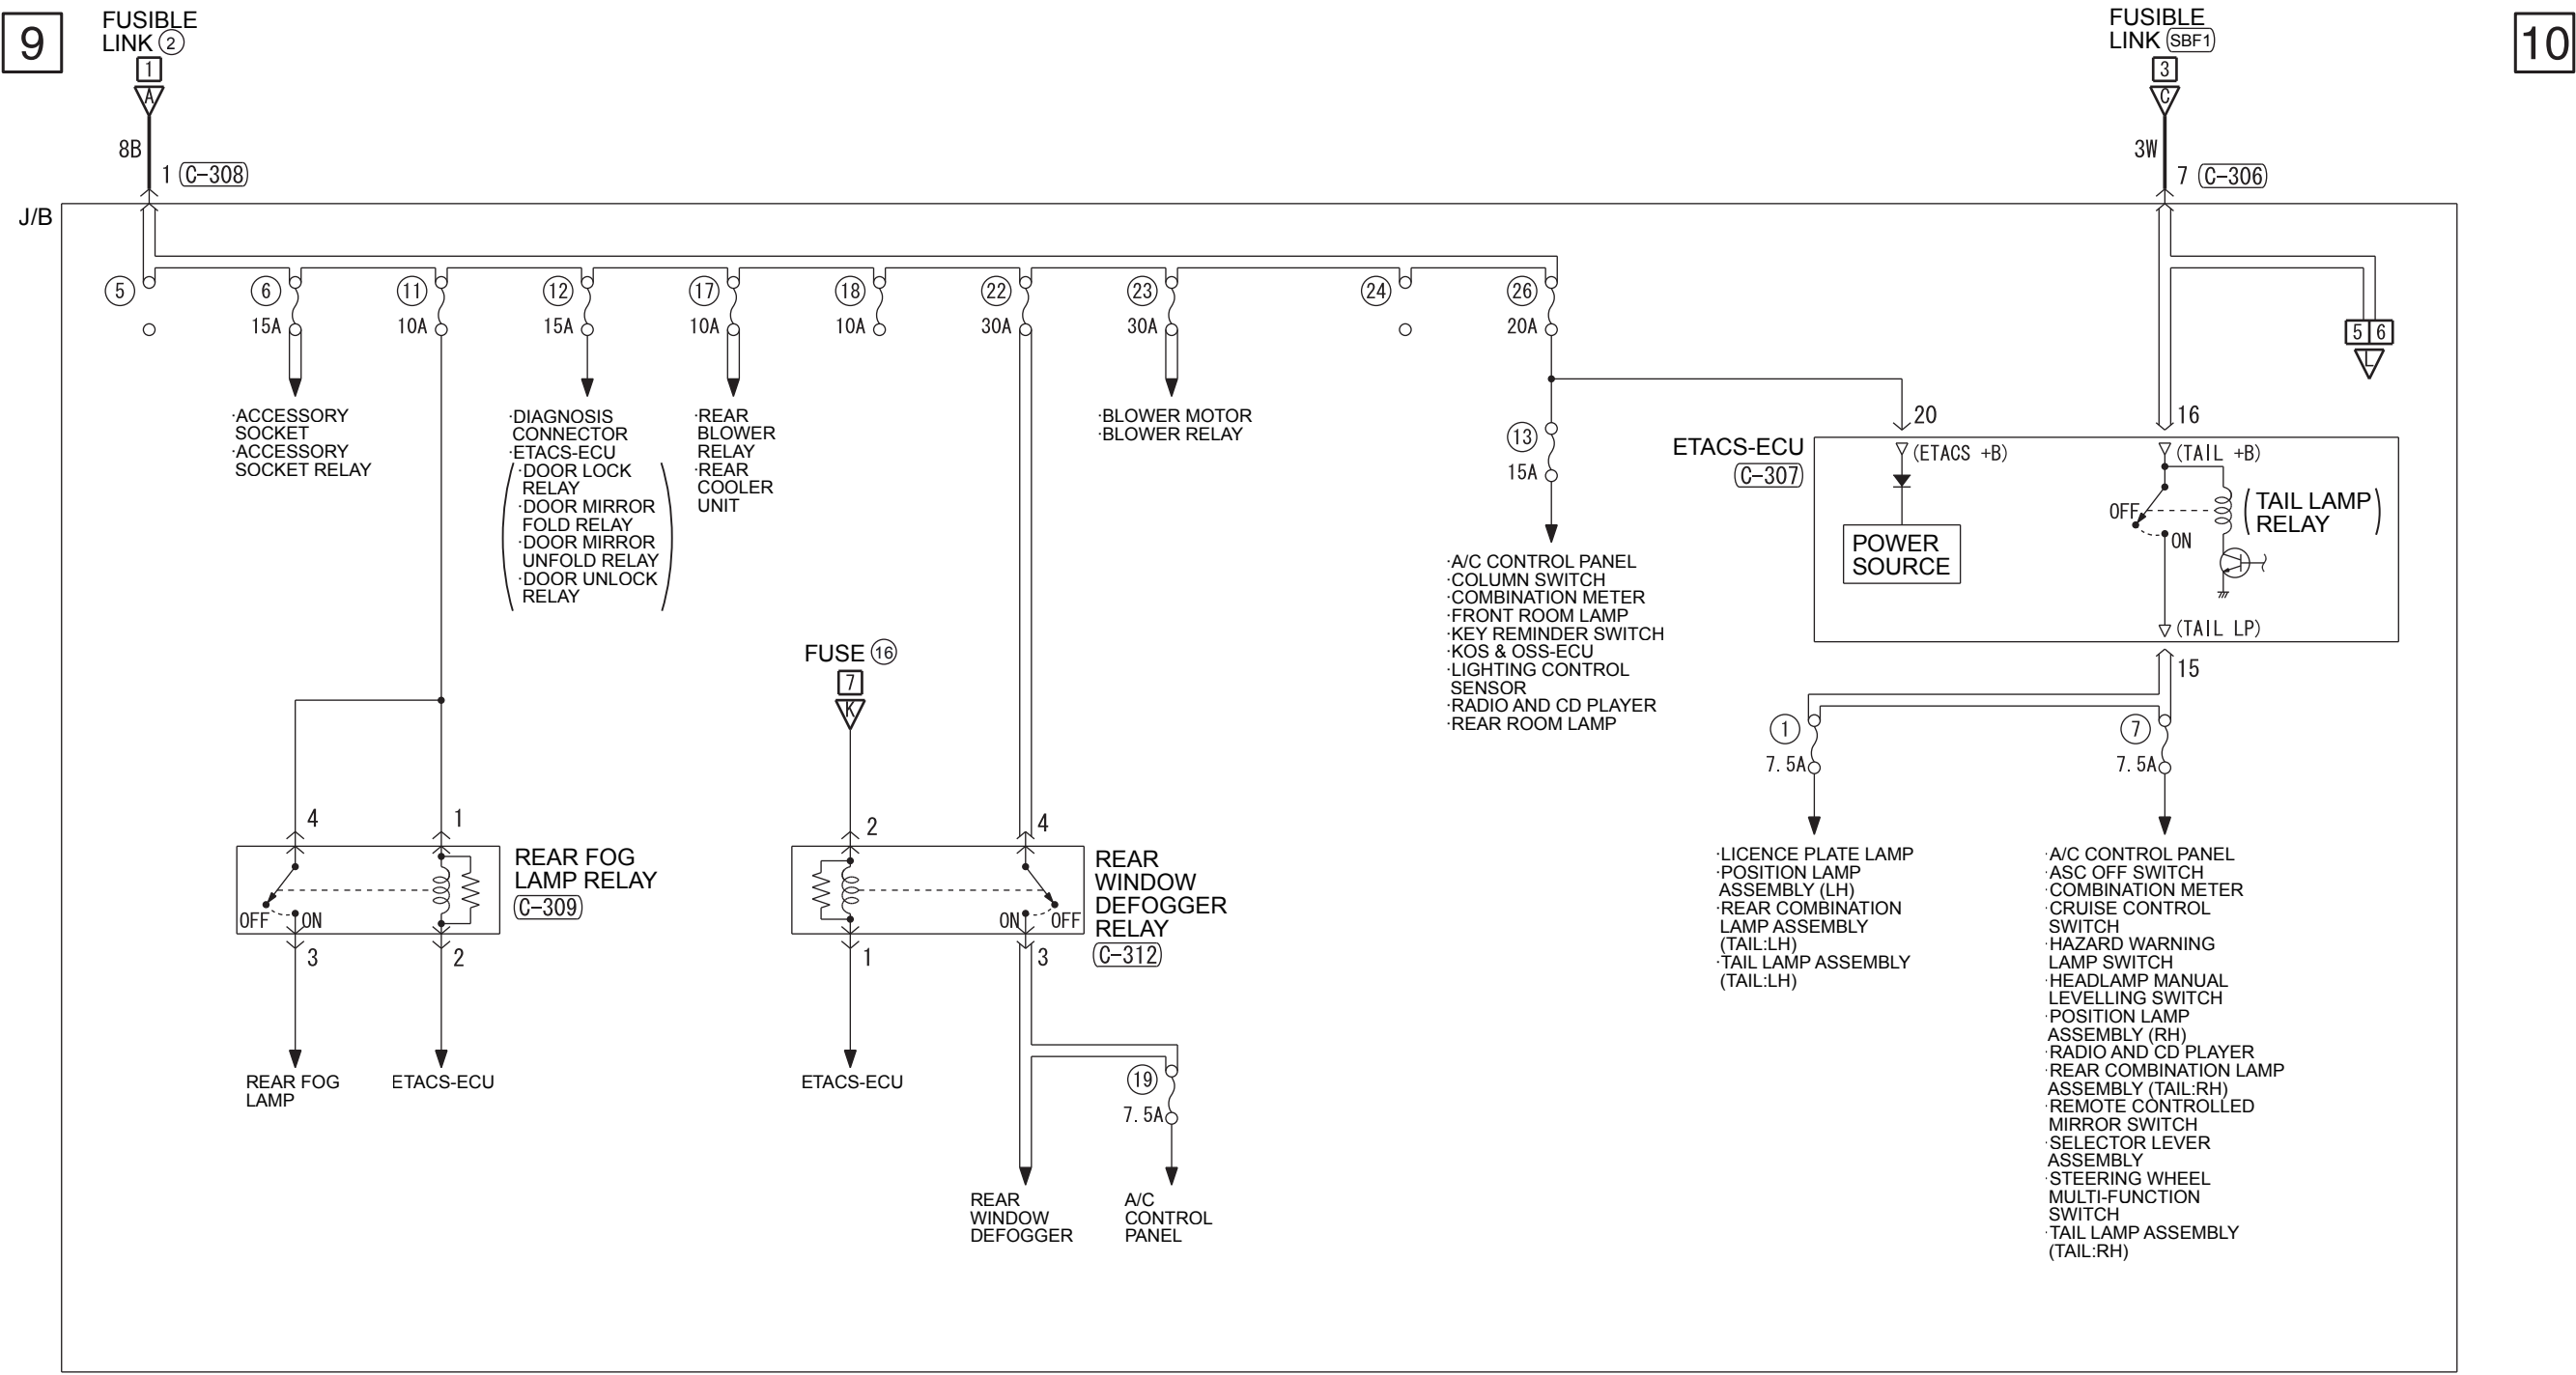 9
FUSIBLE
LINK 2
1
A
8B
1 C-308
FUSIBLE
LINK SBF1
3
C
3W
7 C-306
10
J/B
5
6
15A
11
10A
12
15A
17
10A
18
10A
22
30A
23
30A
24
26
20A
5 6
L
·ACCESSORY
SOCKET
·ACCESSORY
SOCKET RELAY
·DIAGNOSIS
CONNECTOR
·ETACS-ECU
·DOOR LOCK
RELAY
·DOOR MIRROR
FOLD RELAY
·DOOR MIRROR
UNFOLD RELAY
·DOOR UNLOCK
RELAY
·REAR
BLOWER
RELAY
·REAR
COOLER
UNIT
·BLOWER MOTOR
·BLOWER RELAY
13
15A
·A/C CONTROL PANEL
·COLUMN SWITCH
·COMBINATION METER
·FRONT ROOM LAMP
·KEY REMINDER SWITCH
·KOS & OSS-ECU
·LIGHTING CONTROL
SENSOR
·RADIO AND CD PLAYER
·REAR ROOM LAMP
ETACS-ECU
C-307
20
(ETACS +B)
POWER
SOURCE
16
(TAIL +B)
OFF
ON
(TAIL LAMP
RELAY)
(TAIL LP)
15
FUSE 16
7
K
4
1
OFF
ON
REAR FOG
LAMP RELAY
C-309
3
2
REAR FOG
LAMP
ETACS-ECU
2
4
ON
OFF
REAR
WINDOW
DEFOGGER
RELAY
C-312
1
3
ETACS-ECU
19
7.5A
REAR
WINDOW
DEFOGGER
A/C
CONTROL
PANEL
1
7.5A
7
7.5A
·LICENCE PLATE LAMP
·POSITION LAMP
ASSEMBLY (LH)
·REAR COMBINATION
LAMP ASSEMBLY
(TAIL:LH)
·TAIL LAMP ASSEMBLY
(TAIL:LH)
·A/C CONTROL PANEL
·ASC OFF SWITCH
·COMBINATION METER
·CRUISE CONTROL
SWITCH
·HAZARD WARNING
LAMP SWITCH
·HEADLAMP MANUAL
LEVELLING SWITCH
·POSITION LAMP
ASSEMBLY (RH)
·RADIO AND CD PLAYER
·REAR COMBINATION LAMP
ASSEMBLY (TAIL:RH)
·REMOTE CONTROLLED
MIRROR SWITCH
·SELECTOR LEVER
ASSEMBLY
·STEERING WHEEL
MULTI-FUNCTION
SWITCH
·TAIL LAMP ASSEMBLY
(TAIL:RH)